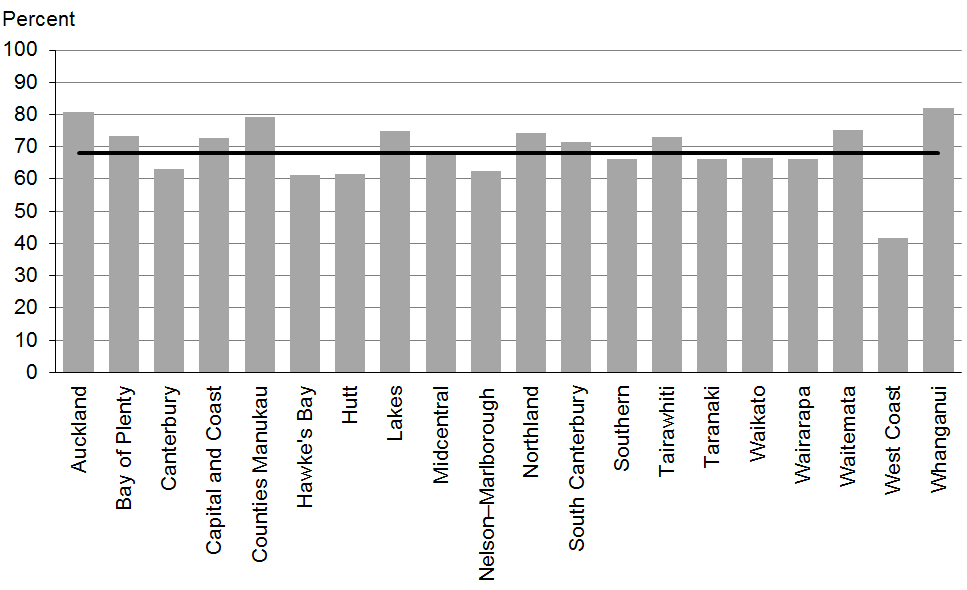 Percent
100
90
80
70
60
50
40
30
20
10
0
Auckland
Bay of Plenty
Canterbury
Capital and Coast
Counties Manukau
Hawke's Bay
Hutt
Lakes
Midcentral
Nelson–Marlborough
Northland
South Canterbury
Southern
Tairawhiti
Taranaki
Waikato
Wairarapa
Waitemata
West Coast
Whanganui